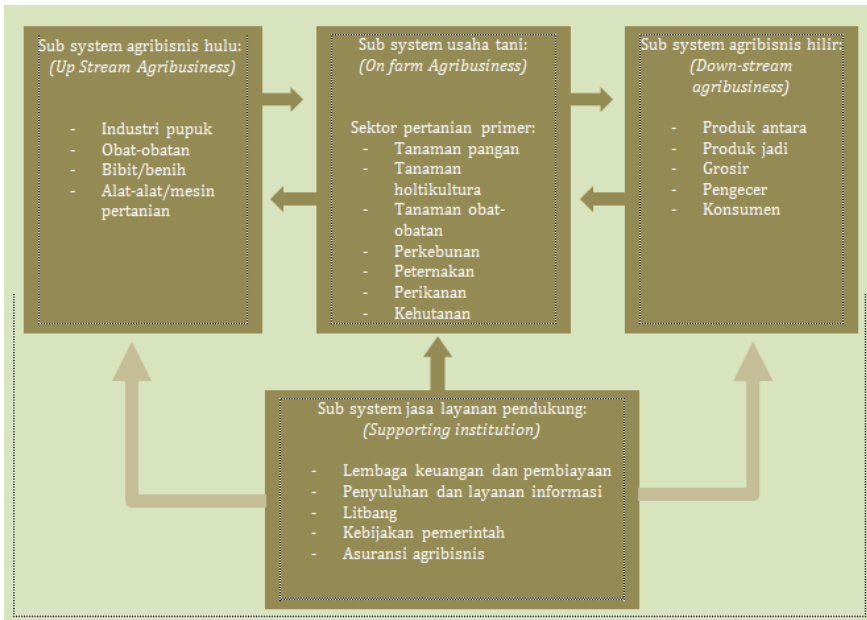 Sub system agribisnis hulu:
(Up Stream Agribusiness)
- Industri pupuk
- Obat-obatan
- Bibit/benih
- Alat-alat/mesin
pertanian
Sub system usaha tani:
(On farm Agribusiness)
Sektor pertanian primer:
- Tanaman pangan
- Tanaman
holtikultura
- Tanaman obat-
obatan
- Perkebunan
- Peternakan
- Perikanan
- Kehutanan
Sub system agribisnis hilir:
(Down-stream
agribusiness)
- Produk antara
- Produk jadi
- Grosir
- Pengecer
- Konsumen
Sub system jasa layanan pendukung:
(Supporting institution)
- Lembaga keuangan dan pembiayaan
- Penyuluhan dan layanan informasi
- Litbang
- Kebijakan pemerintah
- Asuransi agribisnis